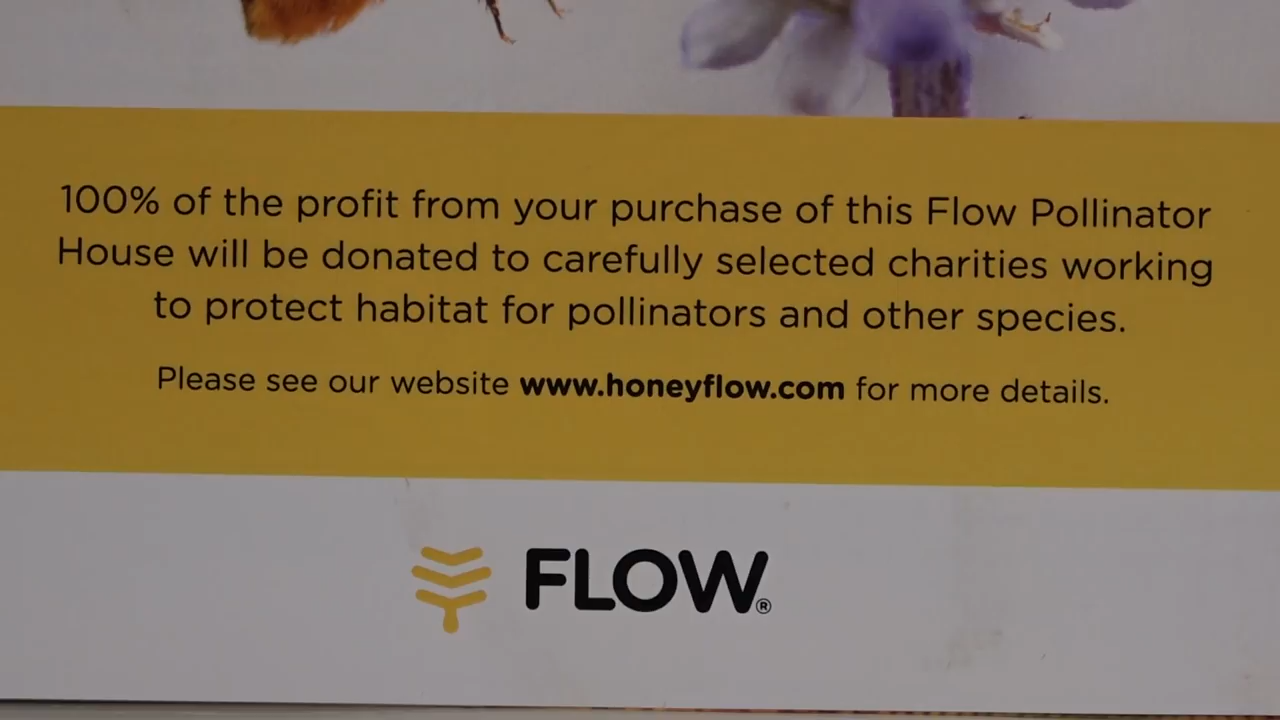 100% of the profit from your purchase of this Flow Pollinator
House will be donated to carefully selected charities working
to protect habitat for pollinators and other species.
Please see our website www.honeyflow.com for more details.
FLOW®